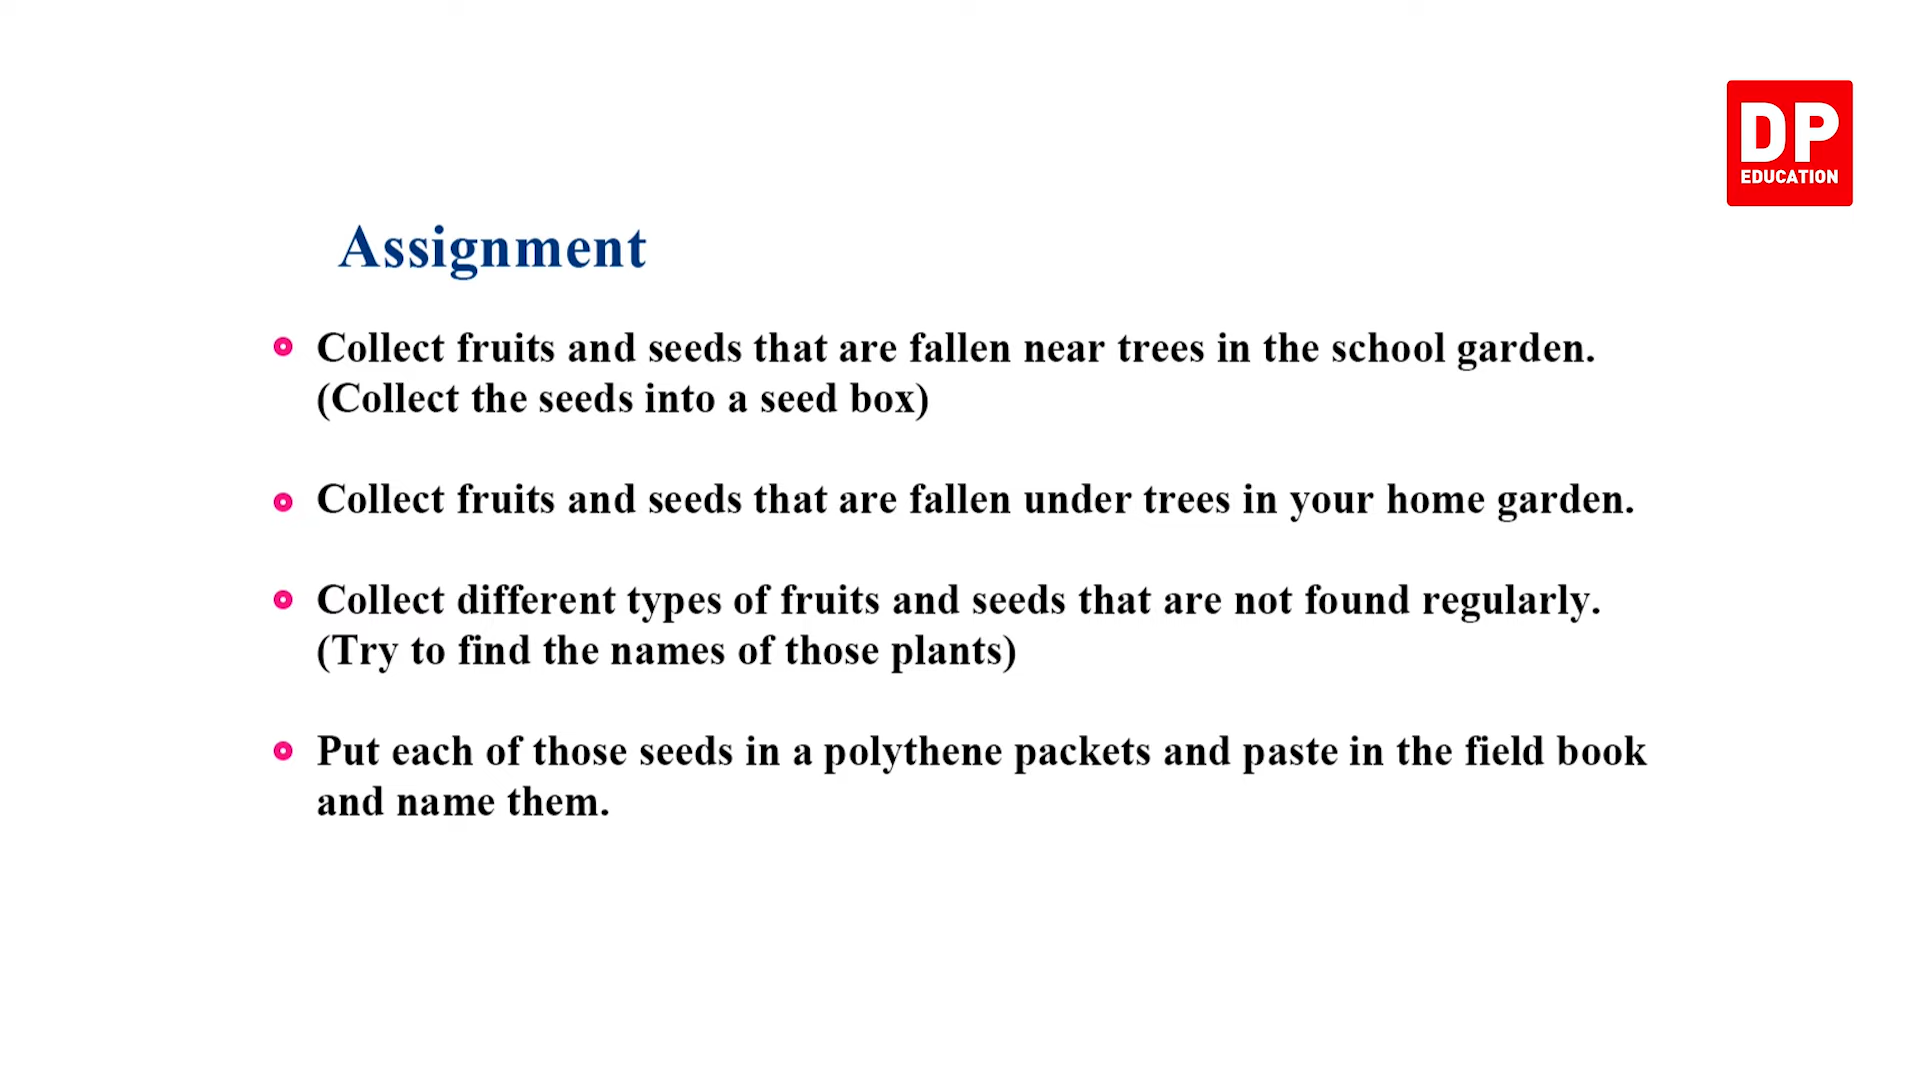 DP
EDUCATION
Assignment
Collect fruits and seeds that are fallen near trees in the school garden.
(Collect the seeds into a seed box)
Collect fruits and seeds that are fallen under trees in your home garden.
Collect different types of fruits and seeds that are not found regularly.
(Try to find the names of those plants)
Put each of those seeds in a polythene packets and paste in the field book
and name them.